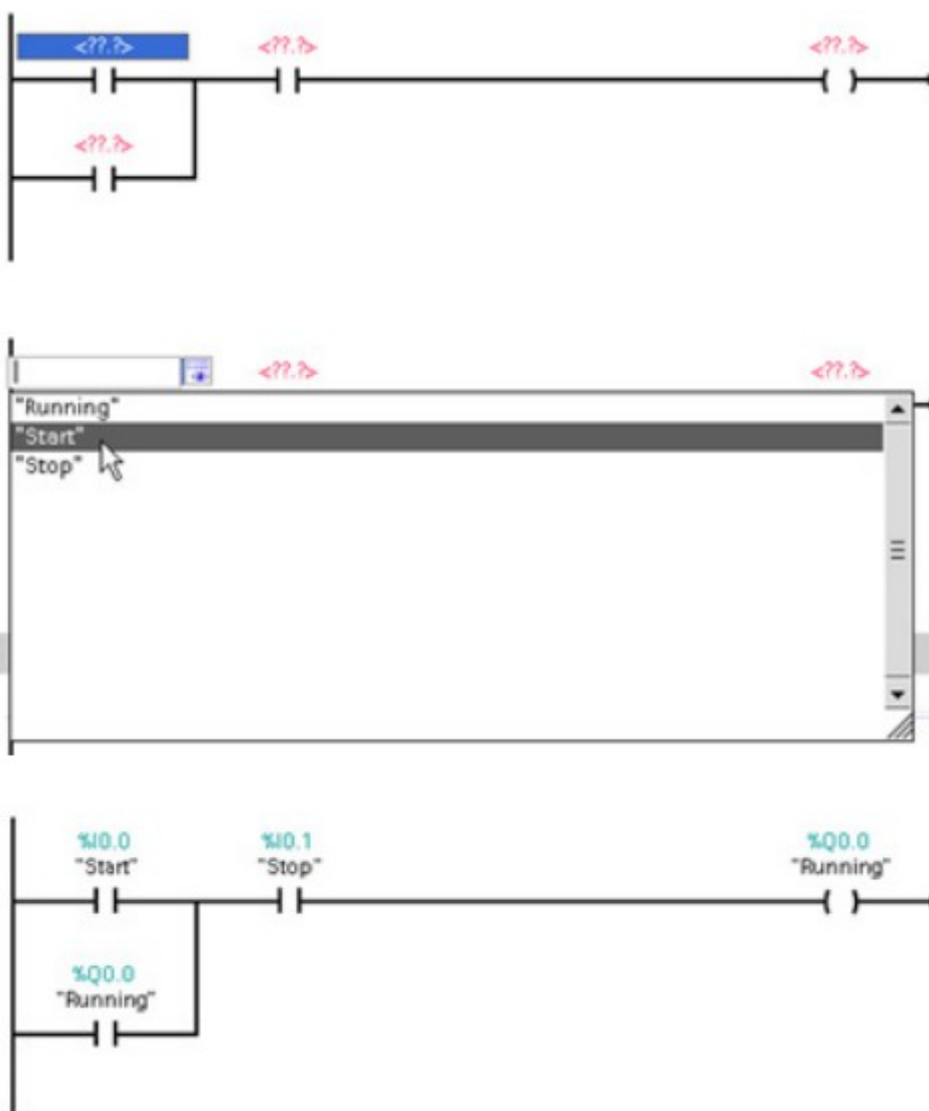 <??.?> <??.?> <??.?>
<??.?>
<??.?> <??.?>
"Running"
"Start"
"Stop"
%I0.0 %I0.1 %Q0.0
"Start" "Stop" "Running"
%Q0.0
"Running"